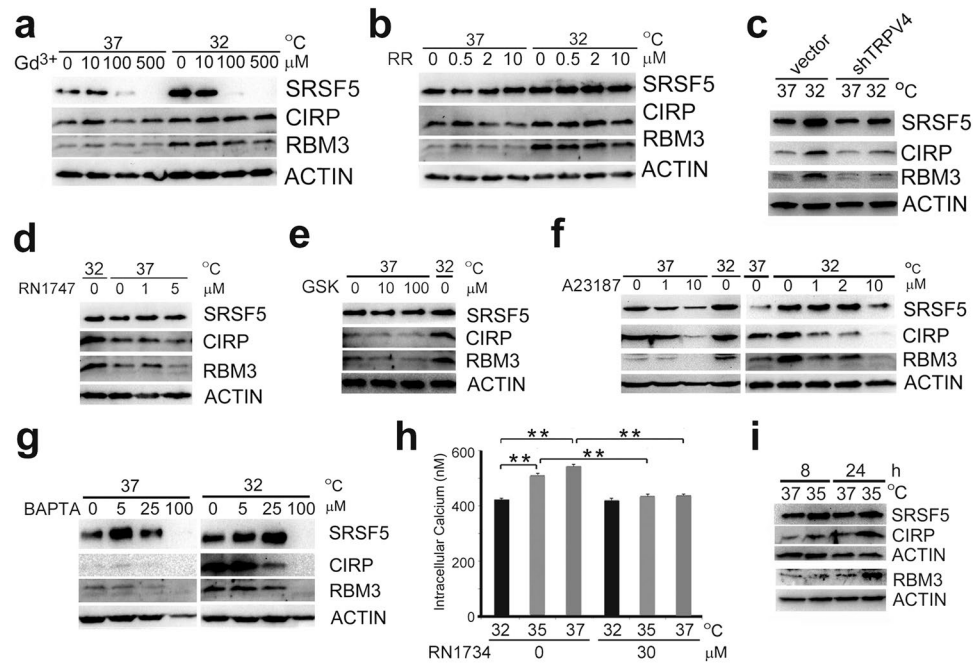 a
37 32 °C
Gd3+ 0 10 100 500 0 10 100 500 μM
SRSF5
CIRP
RBM3
ACTIN
b
37 32 °C
RR 0 0.5 2 10 0 0.5 2 10 μM
SRSF5
CIRP
RBM3
ACTIN
c
vector shTRPV4
37 32 37 32 °C
SRSF5
CIRP
RBM3
ACTIN
d
32 37 °C
RN1747 0 0 1 5 μM
SRSF5
CIRP
RBM3
ACTIN
e
37 32 °C
GSK 0 10 100 0 μM
SRSF5
CIRP
RBM3
ACTIN
f
37 32 37 32 °C
A23187 0 1 10 0 0 0 1 2 10 μM
SRSF5
CIRP
RBM3
ACTIN
g
37 32 °C
BAPTA 0 5 25 100 0 5 25 100 μM
SRSF5
CIRP
RBM3
ACTIN
h
Intracellular Calcium (nM)
600
400
200
0
** **
** **
32 35 37 32 35 37 °C
RN1734 0 30 μM
i
8 24 h
37 35 37 35 °C
SRSF5
CIRP
ACTIN
RBM3
ACTIN